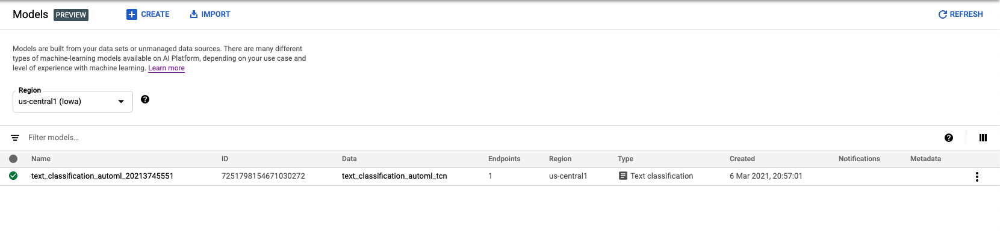 Models PREVIEW CREATE IMPORT REFRESH
Models are built from your data sets or unmanaged data sources. There are many different
types of machine-learning models available on AI Platform, depending on your use case and
level of experience with machine learning. Learn more
Region
us-central1 (Iowa)
Filter models...
Name ID Data Endpoints Region Type Created Notifications Metadata
text_classification_automl_20213745551 7251798154671030272 text_classification_automl_tcn 1 us-central1 Text classification 6 Mar 2021, 20:57:01